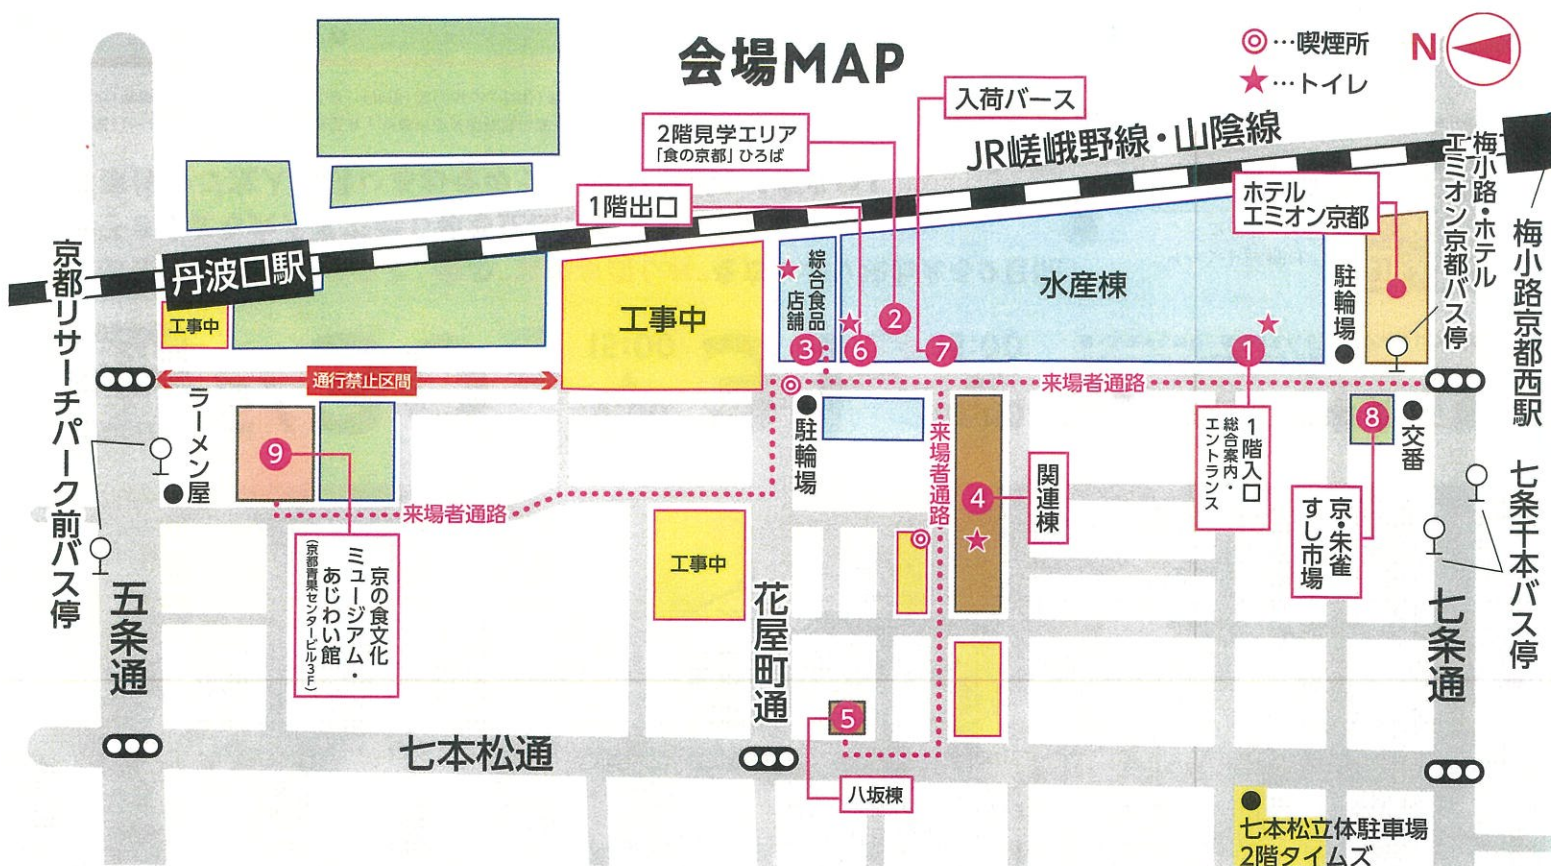 会場MAP
◎…喫煙所
★…トイレ
N
入荷バース
2階見学エリア
「食の京都」ひろば
JR嵯峨野線・山陰線
1階出口
ホテル
エミオン京都
梅小路・ホテル
エミオン京都バス停
梅小路京都西駅
丹波口駅
工事中
工事中
綜合食品
店舗
水産棟
駐輪場
3
6
2
7
1
京都リサーチパーク前バス停
通行禁止区間
来場者通路
ラーメン屋
9
駐輪場
来場者通路
4
関連棟
1階入口
総合案内・
エントランス
8
交番
京・朱雀
すし市場
七条千本バス停
来場者通路
工事中
京の食文化
ミュージアム・
あじわい館
(京都青果センタービル3F)
五条通
花屋町通
七条通
5
七本松通
八坂棟
七本松立体駐車場
2階タイムズ